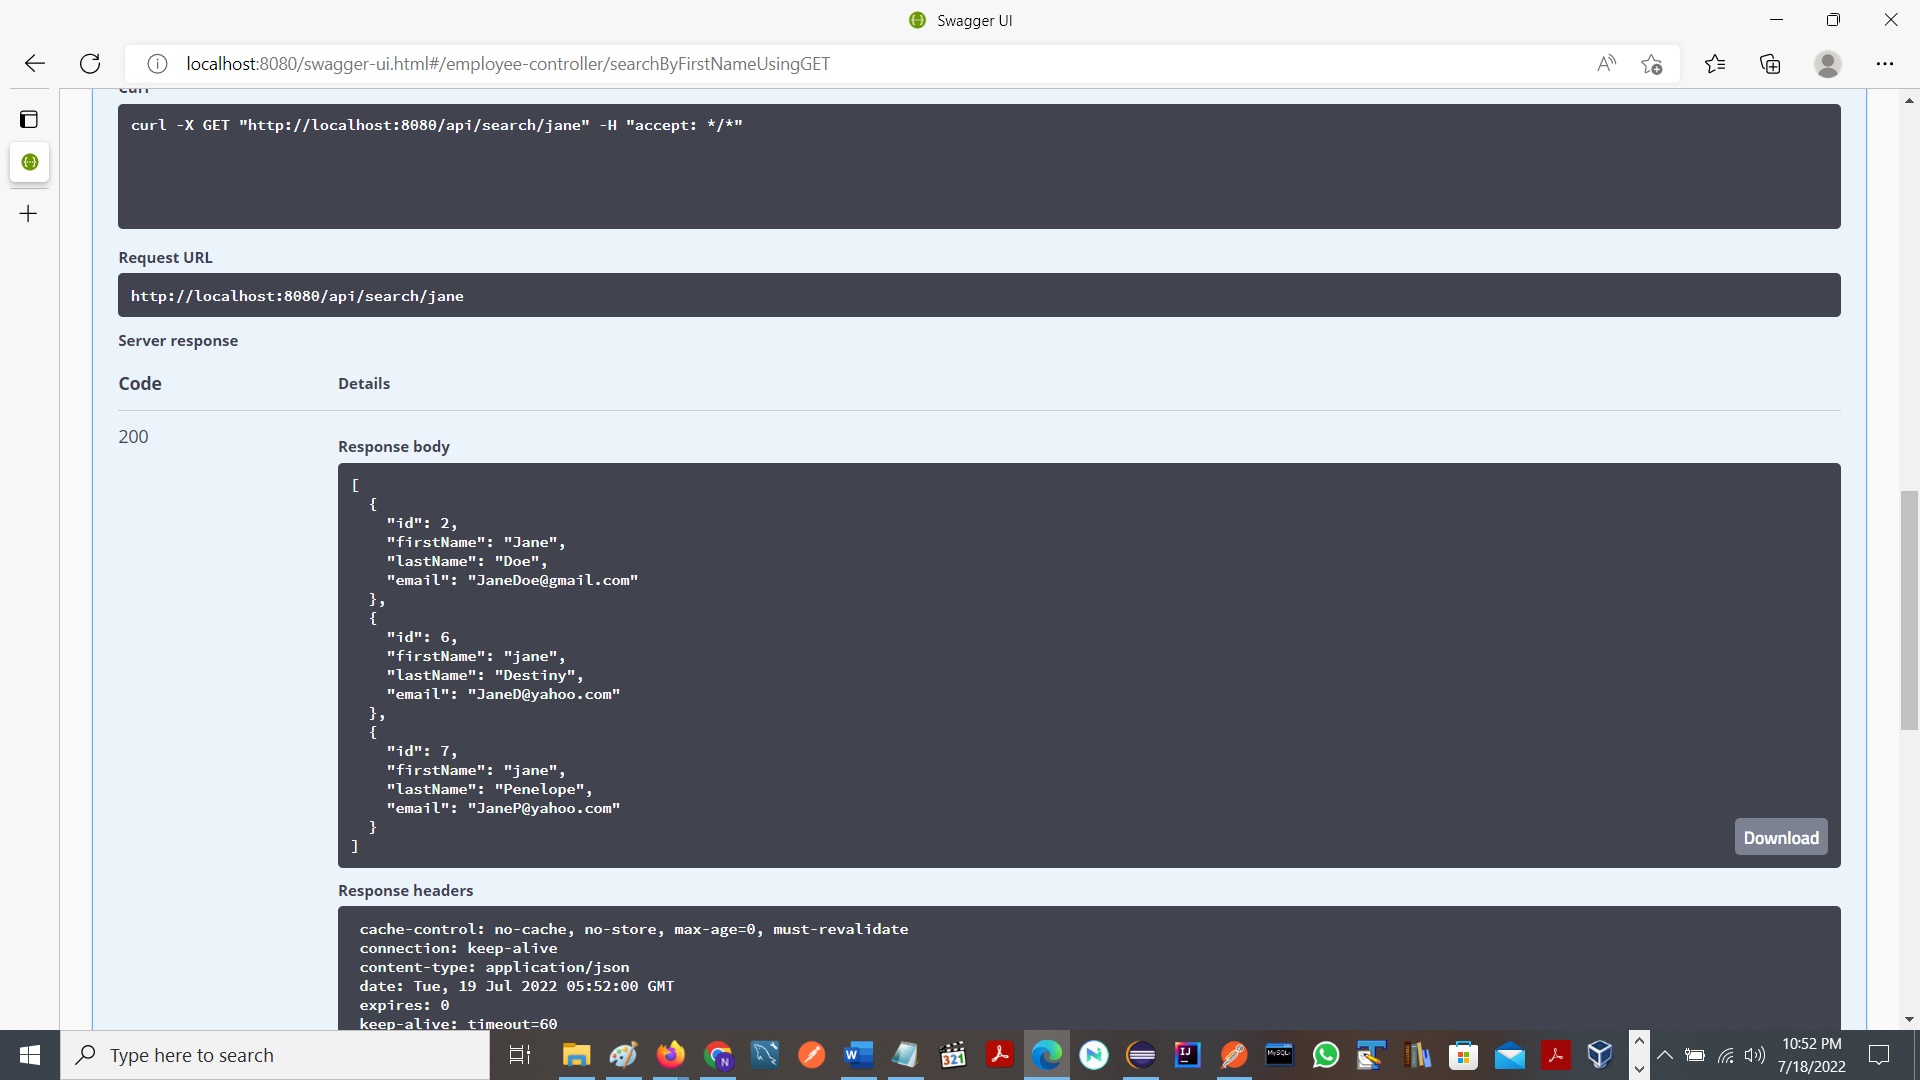 Swagger UI
localhost:8080/swagger-ui.html#/employee-controller/searchByFirstNameUsingGET
Curl
curl -X GET "http://localhost:8080/api/search/jane" -H "accept: */*"
Request URL
http://localhost:8080/api/search/jane
Server response
Code Details
200
Response body
[
  {
    "id": 2,
    "firstName": "Jane",
    "lastName": "Doe",
    "email": "JaneDoe@gmail.com"
  },
  {
    "id": 6,
    "firstName": "jane",
    "lastName": "Destiny",
    "email": "JaneD@yahoo.com"
  },
  {
    "id": 7,
    "firstName": "jane",
    "lastName": "Penelope",
    "email": "JaneP@yahoo.com"
  }
]
Download
Response headers
cache-control: no-cache, no-store, max-age=0, must-revalidate
connection: keep-alive
content-type: application/json
date: Tue, 19 Jul 2022 05:52:00 GMT
expires: 0
keep-alive: timeout=60
Type here to search
10:52 PM
7/18/2022